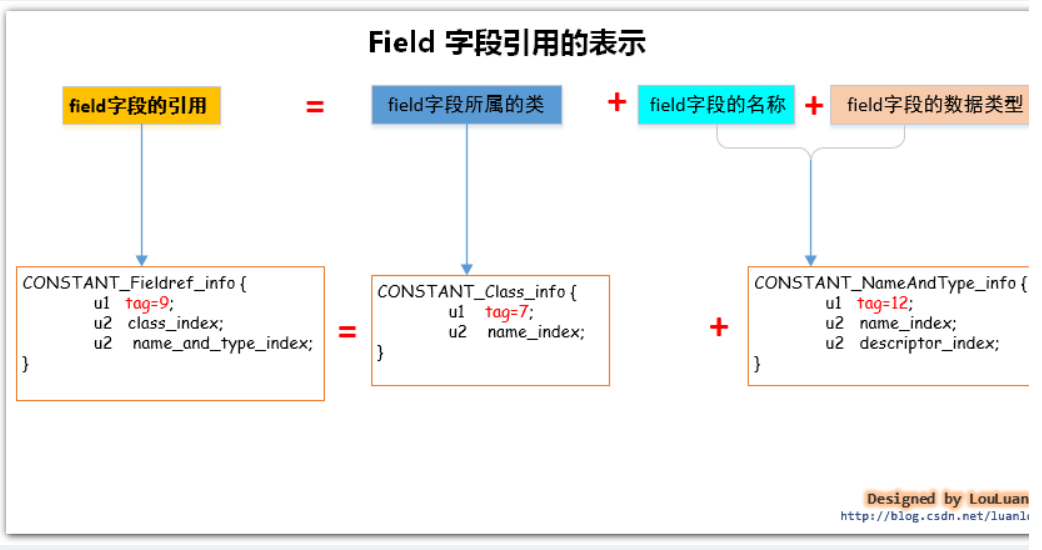 Field 字段引用的表示
field字段的引用 = field字段所属的类 + field字段的名称 + field字段的数据类型
CONSTANT_Fieldref_info {
u1 tag=9;
u2 class_index;
u2 name_and_type_index;
}
=
CONSTANT_Class_info {
u1 tag=7;
u2 name_index;
}
+
CONSTANT_NameAndType_info {
u1 tag=12;
u2 name_index;
u2 descriptor_index;
}
Designed by LouLuan
http://blog.csdn.net/luanl